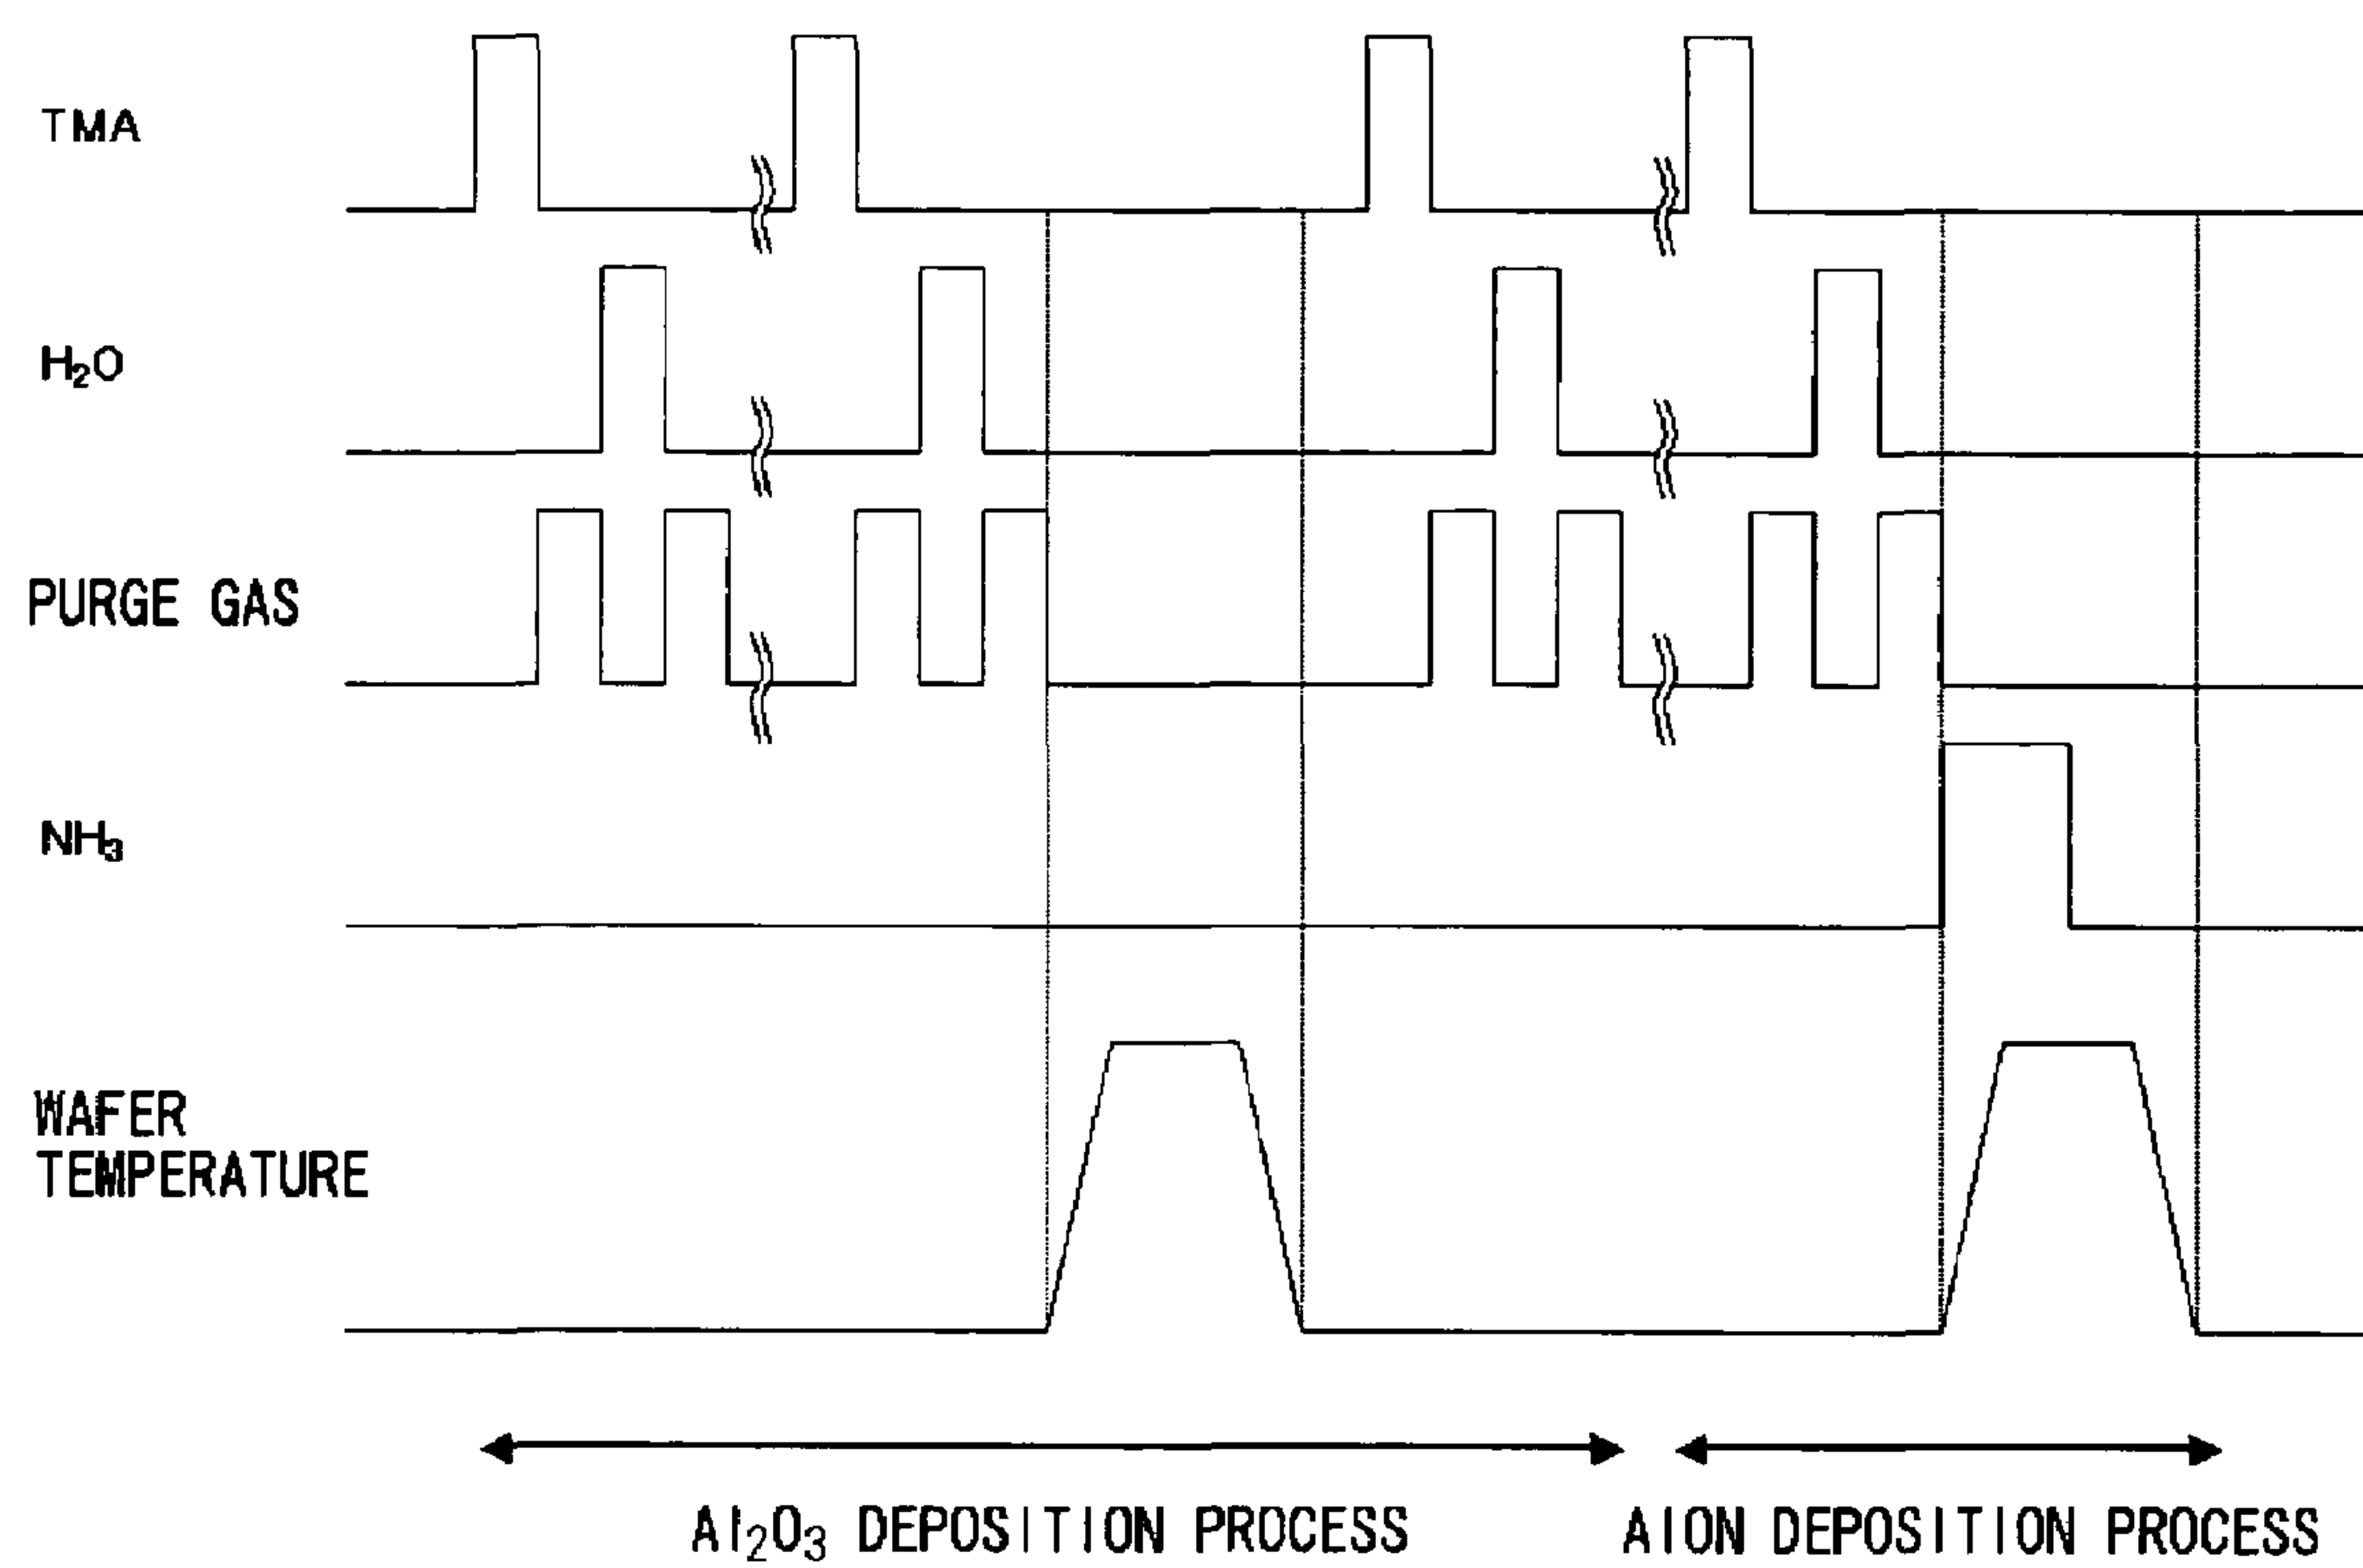 TMA
H₂O
PURGE GAS
NH₃
WAFER
TEMPERATURE
Al₂O₃ DEPOSITION PROCESS
AlON DEPOSITION PROCESS